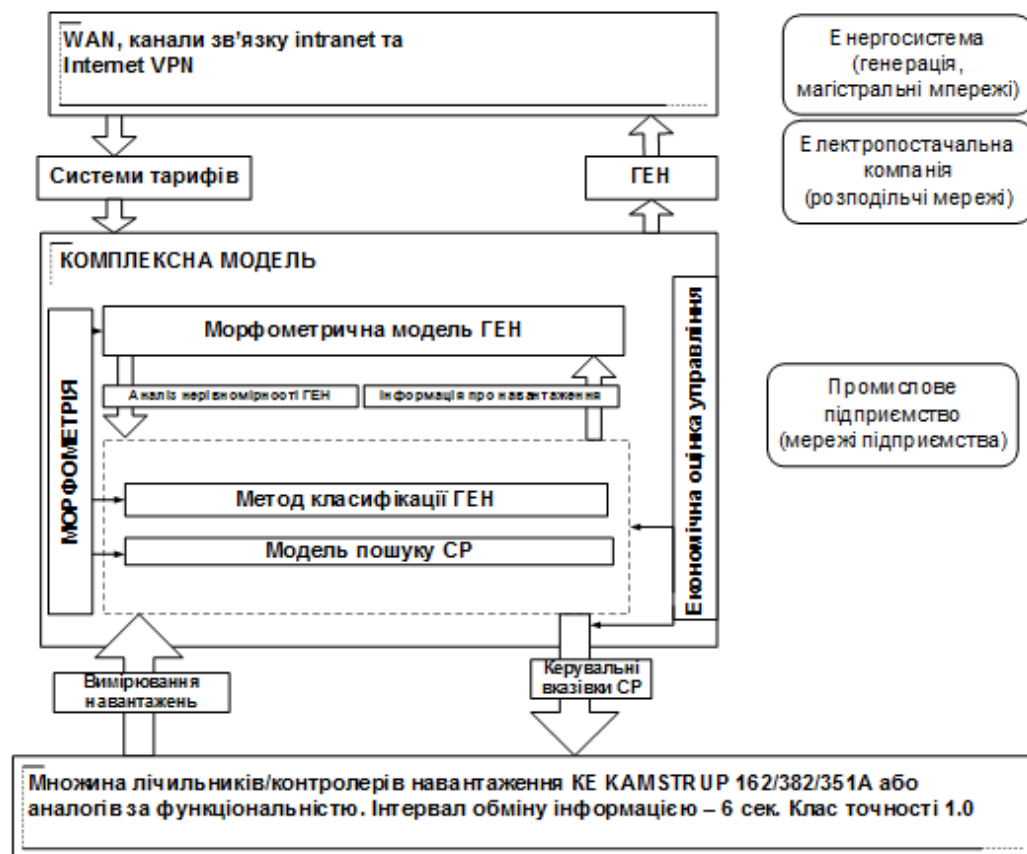 WAN, канали зв'язку intranet та
Internet VPN
Енергосистема
(генерація,
магістральні мпережі)
Електропостачальна
компанія
(розподільчі мережі)
Системи тарифів
ГЕН
КОМПЛЕКСНА МОДЕЛЬ
МОРФОМЕТРІЯ
Морфометрична модель ГЕН
Аналіз нерівномірності ГЕН
Інформація про навантаження
Метод класифікації ГЕН
Модель пошуку СР
Економічна оцінка управління
Промислове
підприємство
(мережі підприємства)
Вимірювання
навантажень
Керувальні
вказівки СР
Множина лічильників/контролерів навантаження КЕ KAMSTRUP 162/382/351A або
аналогів за функціональністю. Інтервал обміну інформацією – 6 сек. Клас точності 1.0